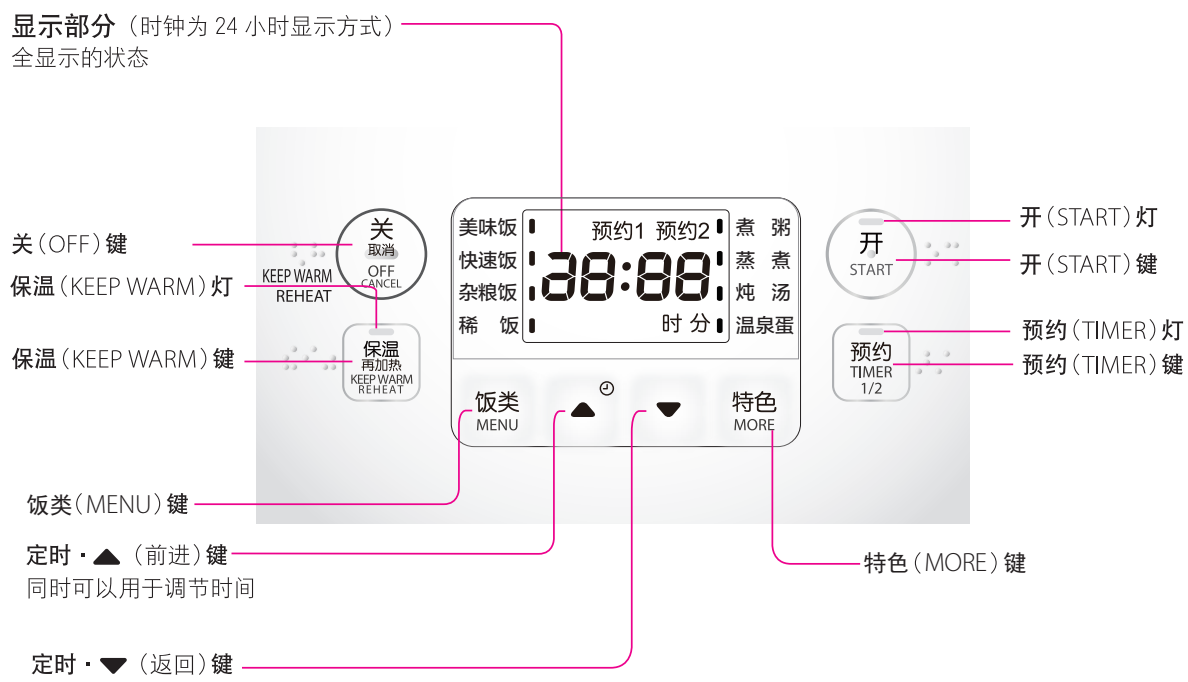 显示部分（时钟为 24 小时显示方式）
全显示的状态
关（OFF）键
保温（KEEP WARM）灯
保温（KEEP WARM）键
KEEP WARM
REHEAT
关
取消
OFF
CANCEL
保温
再加热
KEEP WARM
REHEAT
美味饭
快速饭
杂粮饭
稀 饭
预约1 预约2
38:88
时 分
煮 粥
蒸 煮
炖 汤
温泉蛋
饭类
MENU
▲
▼
特色
MORE
开
START
预约
TIMER
1/2
开（START）灯
开（START）键
预约（TIMER）灯
预约（TIMER）键
饭类（MENU）键
定时·▲（前进）键
同时可以用于调节时间
定时·▼（返回）键
特色（MORE）键